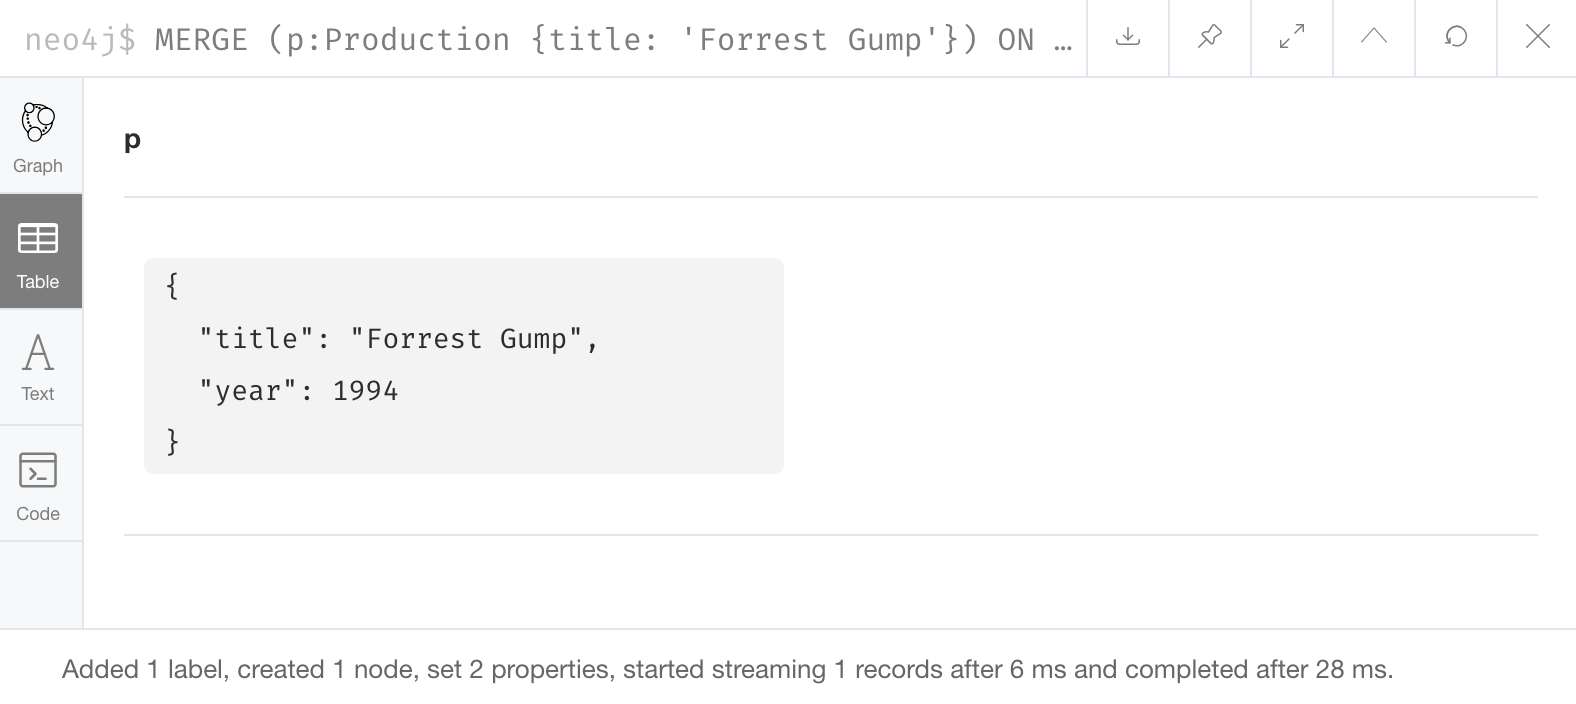 neo4j$ MERGE (p:Production {title: 'Forrest Gump'}) ON …
Graph
Table
Text
Code
p
{
  "title": "Forrest Gump",
  "year": 1994
}
Added 1 label, created 1 node, set 2 properties, started streaming 1 records after 6 ms and completed after 28 ms.